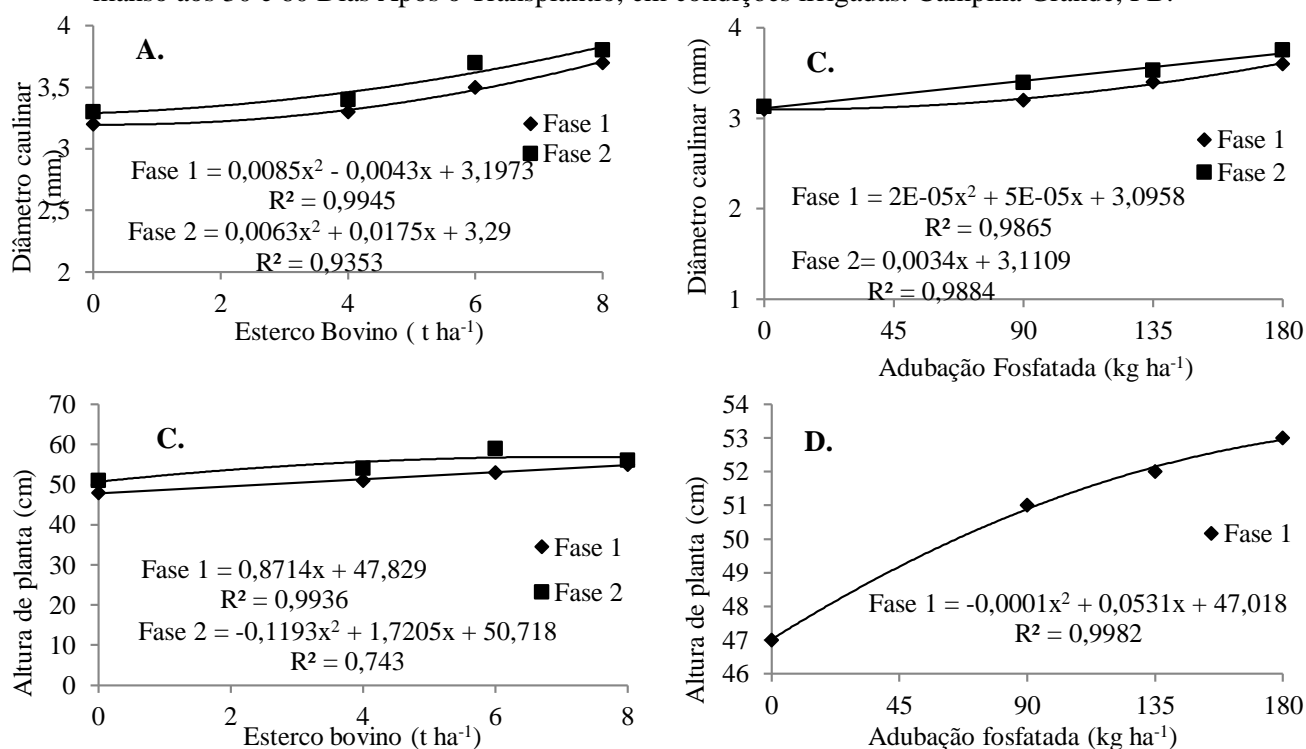 manso aos 50 e 80 Dias Após o Transplantio, em condições irrigadas. Campina Grande, PB.
A.
Diâmetro caulinar (mm)
4
3,5
3
2,5
2
Fase 1
Fase 2
Fase 1 = 0,0085x² - 0,0043x + 3,1973
R² = 0,9945
Fase 2 = 0,0063x² + 0,0175x + 3,29
R² = 0,9353
0 2 4 6 8
Esterco Bovino ( t ha-1)
C.
Diâmetro caulinar (mm)
4
3
2
1
Fase 1
Fase 2
Fase 1 = 2E-05x² + 5E-05x + 3,0958
R² = 0,9865
Fase 2= 0,0034x + 3,1109
R² = 0,9884
0 45 90 135 180
Adubação Fosfatada (kg ha-1)
C.
Altura de planta (cm)
70
60
50
40
30
20
10
0
Fase 1
Fase 2
Fase 1 = 0,8714x + 47,829
R² = 0,9936
Fase 2 = -0,1193x² + 1,7205x + 50,718
R² = 0,743
0 2 4 6 8
Esterco bovino (t ha-1)
D.
Altura de planta (cm)
54
53
52
51
50
49
48
47
46
Fase 1
Fase 1 = -0,0001x² + 0,0531x + 47,018
R² = 0,9982
0 45 90 135 180
Adubação fosfatada (kg ha-1)